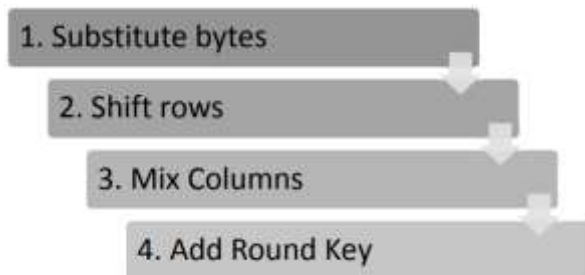 1. Substitute bytes
2. Shift rows
3. Mix Columns
4. Add Round Key